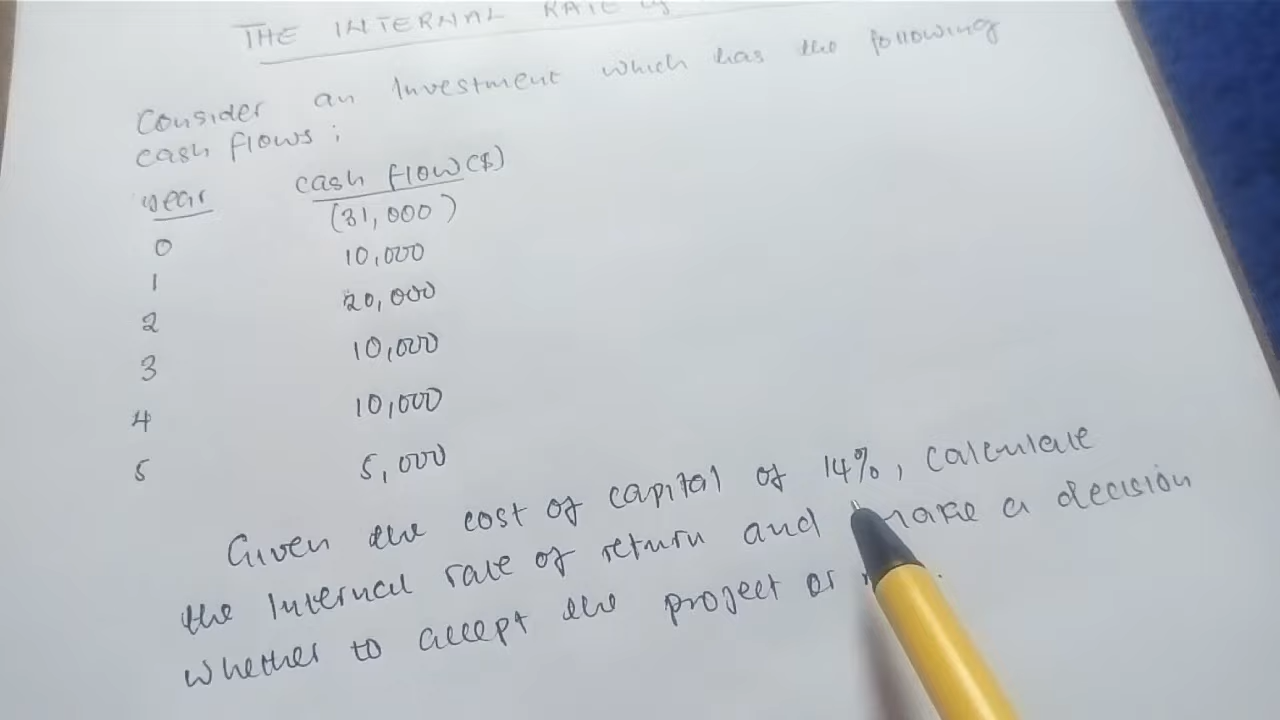 THE INTERNAL RATE
Consider an Investment which has the following
cash flows;
year cash flow($)
0 (31,000)
1 10,000
2 20,000
3 10,000
4 10,000
5 5,000
Given the cost of capital of 14%, calculate
the Internal rate of return and make a decision
whether to accept the project or